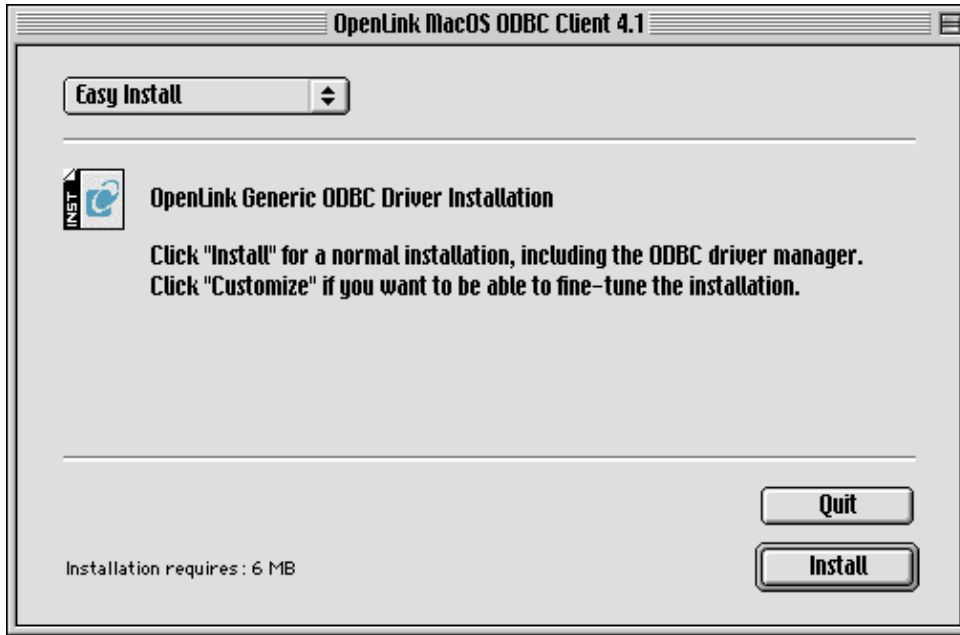 OpenLink MacOS ODBC Client 4.1
Easy Install
INST
OpenLink Generic ODBC Driver Installation
Click "Install" for a normal installation, including the ODBC driver manager.
Click "Customize" if you want to be able to fine-tune the installation.
Quit
Installation requires: 6 MB
Install